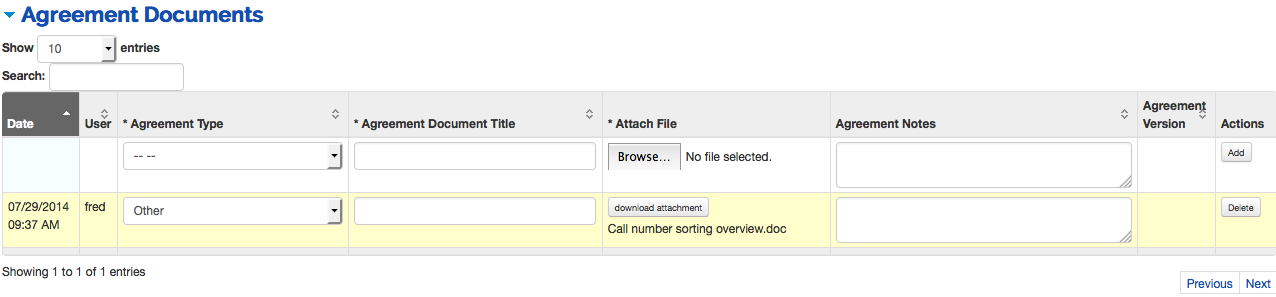 Agreement Documents
Show 10 entries
Search:
Date User * Agreement Type * Agreement Document Title * Attach File Agreement Notes Agreement Version Actions
-- -- Browse... No file selected. Add
07/29/2014 09:37 AM fred Other download attachment Delete
Call number sorting overview.doc
Showing 1 to 1 of 1 entries
Previous Next